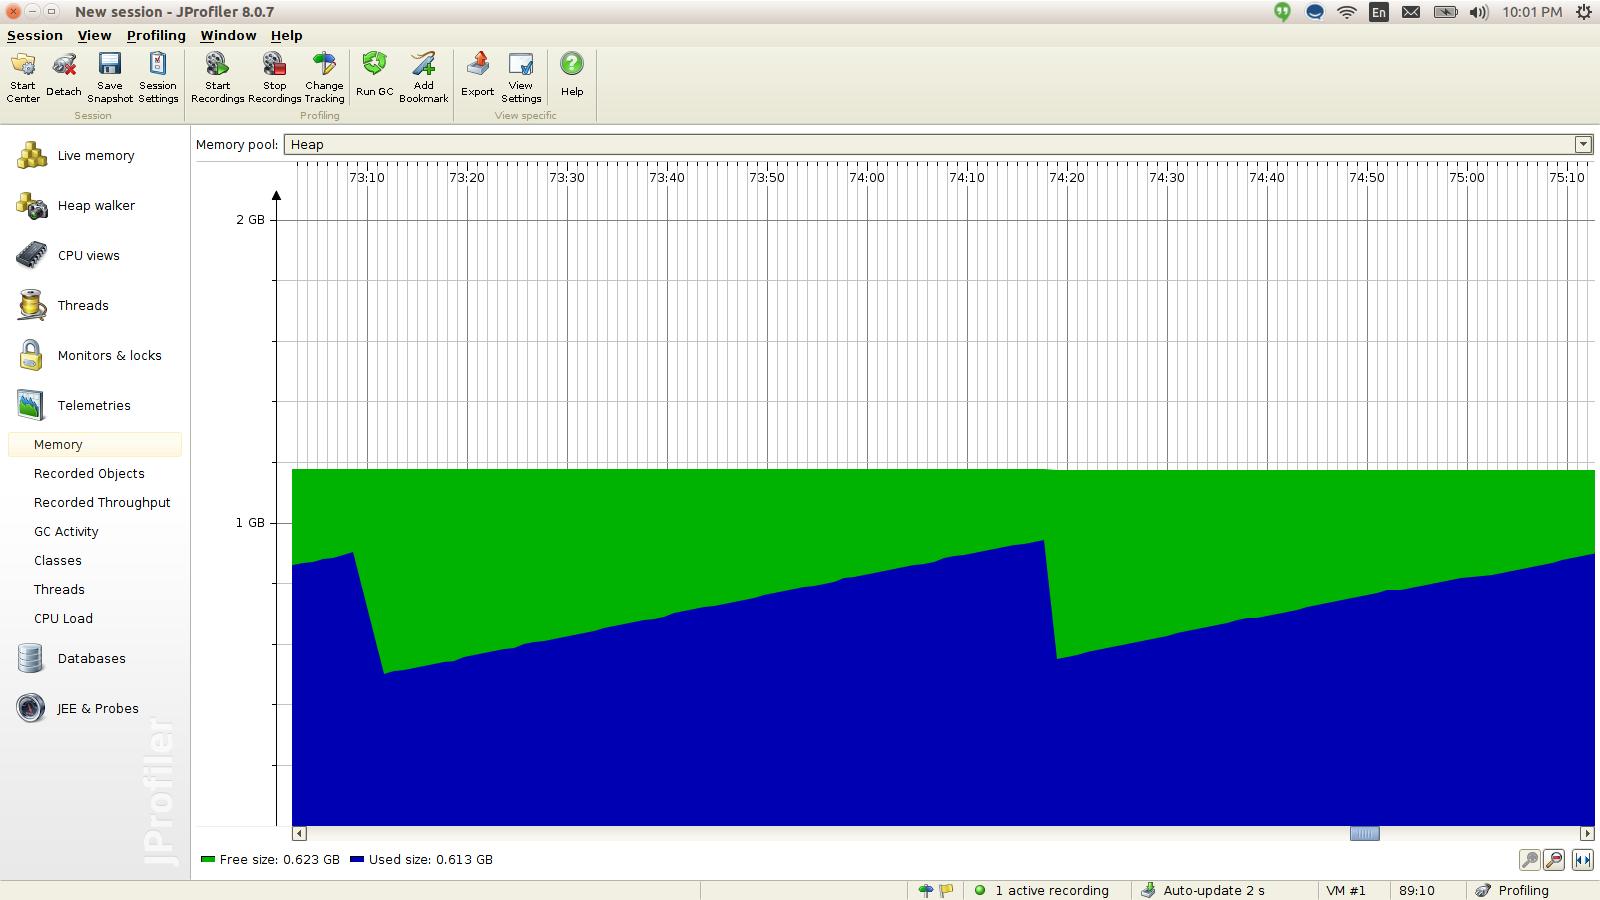 New session - JProfiler 8.0.7
En
10:01 PM
Session View Profiling Window Help
Start Center
Detach
Save Snapshot
Session Settings
Start Recordings
Stop Recordings
Change Tracking
Run GC
Add Bookmark
Export
View Settings
Help
Session
Profiling
View specific
Live memory
Heap walker
CPU views
Threads
Monitors & locks
Telemetries
Memory
Recorded Objects
Recorded Throughput
GC Activity
Classes
Threads
CPU Load
Databases
JEE & Probes
JProfiler
Memory pool: Heap
73:10 73:20 73:30 73:40 73:50 74:00 74:10 74:20 74:30 74:40 74:50 75:00 75:10
2 GB
1 GB
Free size: 0.623 GB Used size: 0.613 GB
1 active recording
Auto-update 2 s
VM #1
89:10
Profiling